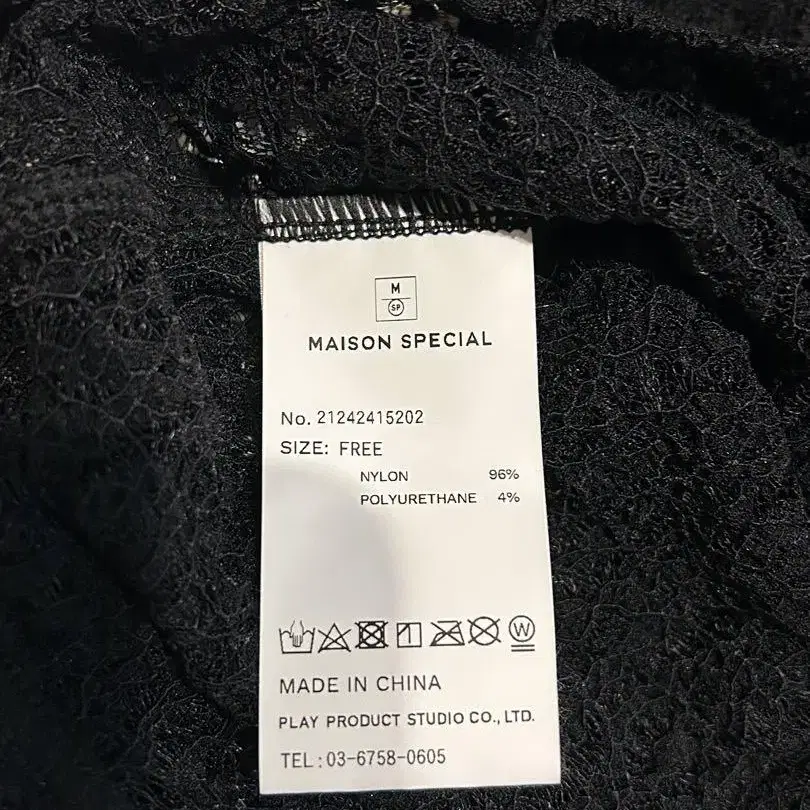 M
SP
MAISON SPECIAL
No. 21242415202
SIZE: FREE
NYLON 96%
POLYURETHANE 4%
W
MADE IN CHINA
PLAY PRODUCT STUDIO CO., LTD.
TEL : 03-6758-0605